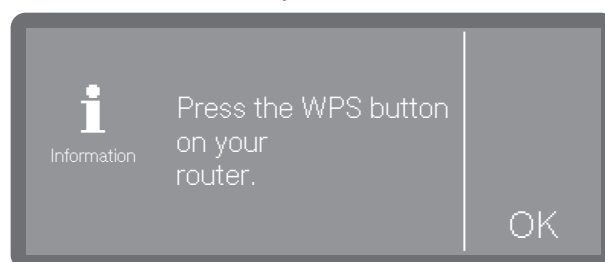 Press the WPS button
on your
router.
Information
OK